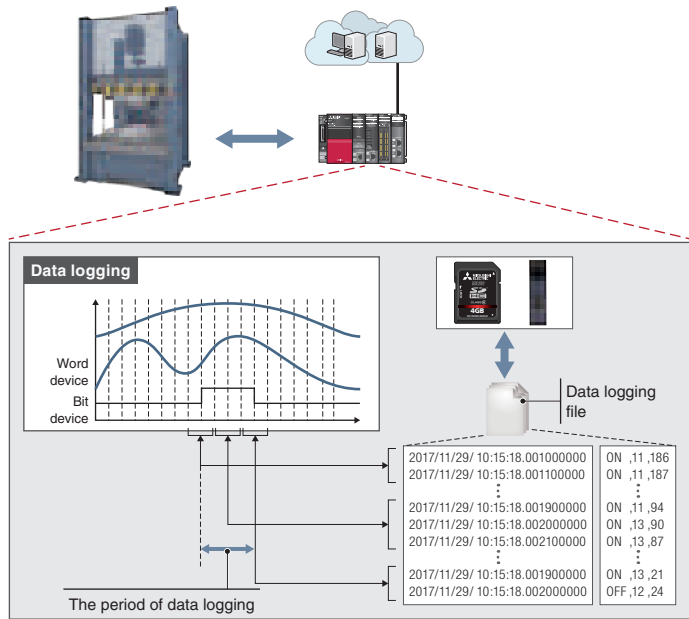 Data logging
Word
device
Bit
device
MITSUBISHI
ELECTRIC
SD
HC
4GB
Data logging
file
2017/11/29/ 10:15:18.001000000 ON ,11 ,186
2017/11/29/ 10:15:18.001100000 ON ,11 ,187
2017/11/29/ 10:15:18.001900000 ON ,11 ,94
2017/11/29/ 10:15:18.002000000 ON ,13 ,90
2017/11/29/ 10:15:18.002100000 ON ,13 ,87
2017/11/29/ 10:15:18.001900000 ON ,13 ,21
2017/11/29/ 10:15:18.002000000 OFF ,12 ,24
The period of data logging